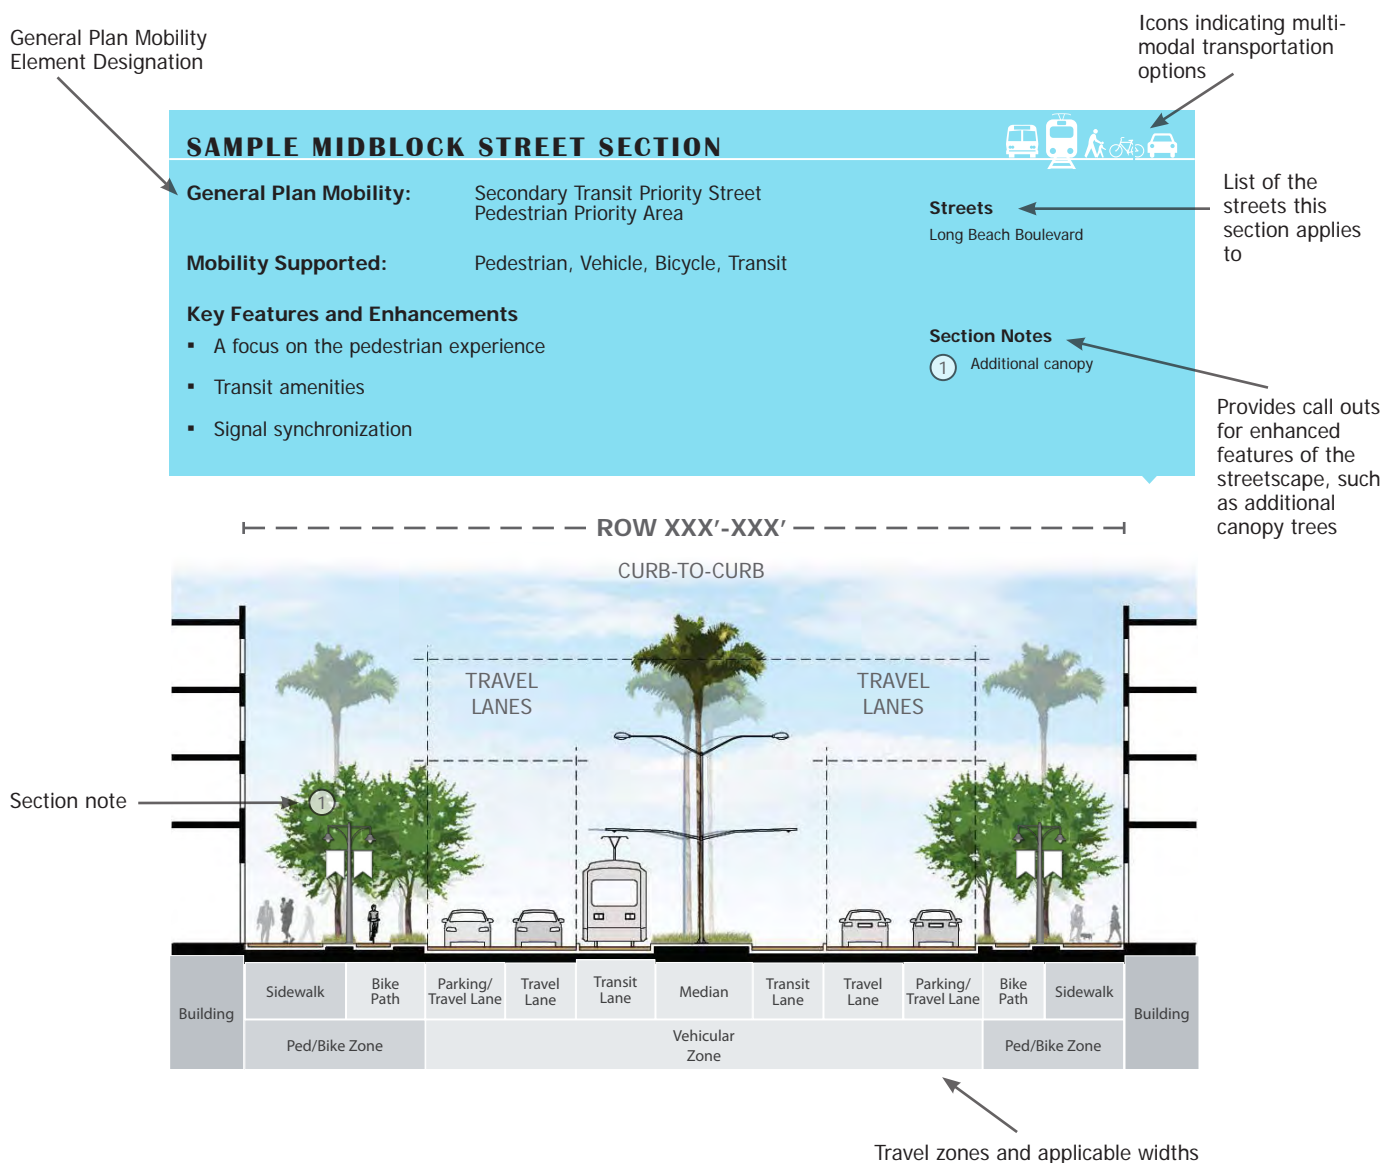 General Plan Mobility
Element Designation
Icons indicating multi-
modal transportation
options
SAMPLE MIDBLOCK STREET SECTION
General Plan Mobility:
Secondary Transit Priority Street
Pedestrian Priority Area
Mobility Supported:
Pedestrian, Vehicle, Bicycle, Transit
Key Features and Enhancements
▪ A focus on the pedestrian experience
▪ Transit amenities
▪ Signal synchronization
Streets
Long Beach Boulevard
Section Notes
1 Additional canopy
List of the
streets this
section applies
to
Provides call outs
for enhanced
features of the
streetscape, such
as additional
canopy trees
ROW XXX'-XXX'
CURB-TO-CURB
TRAVEL
LANES
TRAVEL
LANES
Section note
1
Building
Sidewalk
Bike
Path
Parking/
Travel Lane
Travel
Lane
Transit
Lane
Median
Transit
Lane
Travel
Lane
Parking/
Travel Lane
Bike
Path
Sidewalk
Building
Ped/Bike Zone
Vehicular
Zone
Ped/Bike Zone
Travel zones and applicable widths